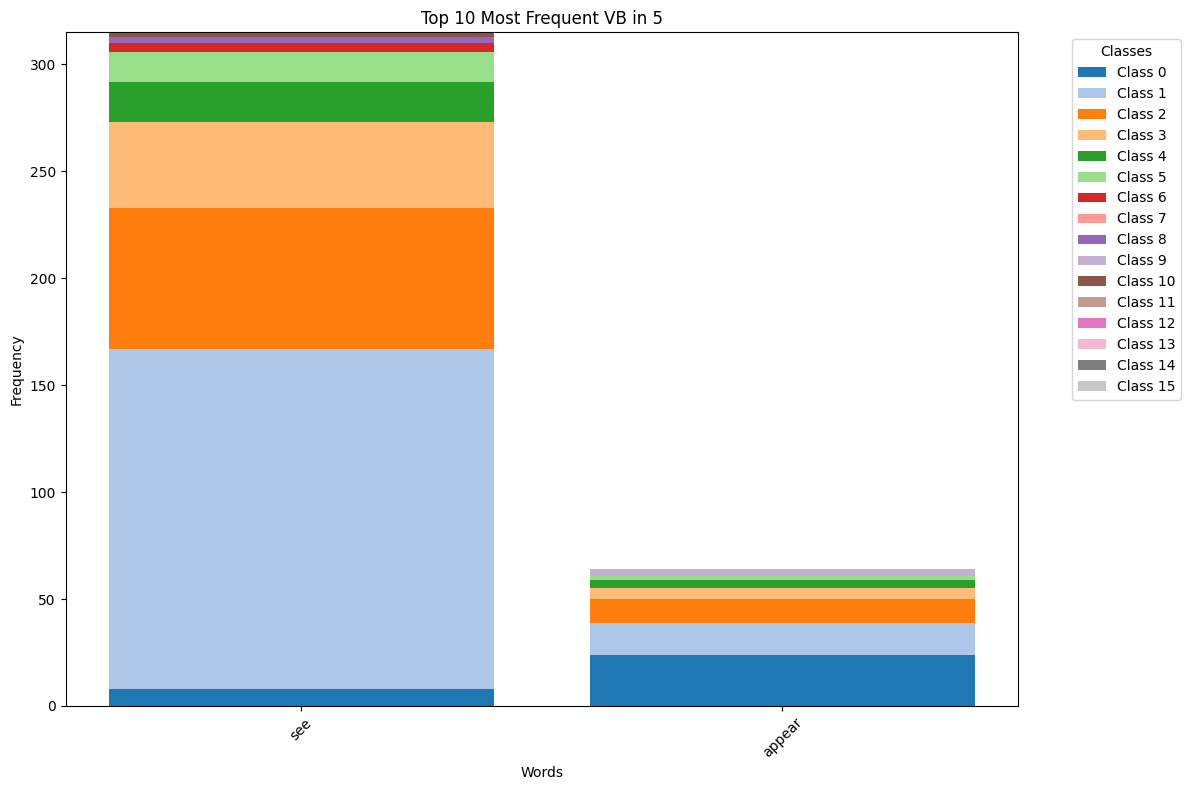 Top 10 Most Frequent VB in 5
Frequency
300
250
200
150
100
50
0
see
appear
Words
Classes
Class 0
Class 1
Class 2
Class 3
Class 4
Class 5
Class 6
Class 7
Class 8
Class 9
Class 10
Class 11
Class 12
Class 13
Class 14
Class 15